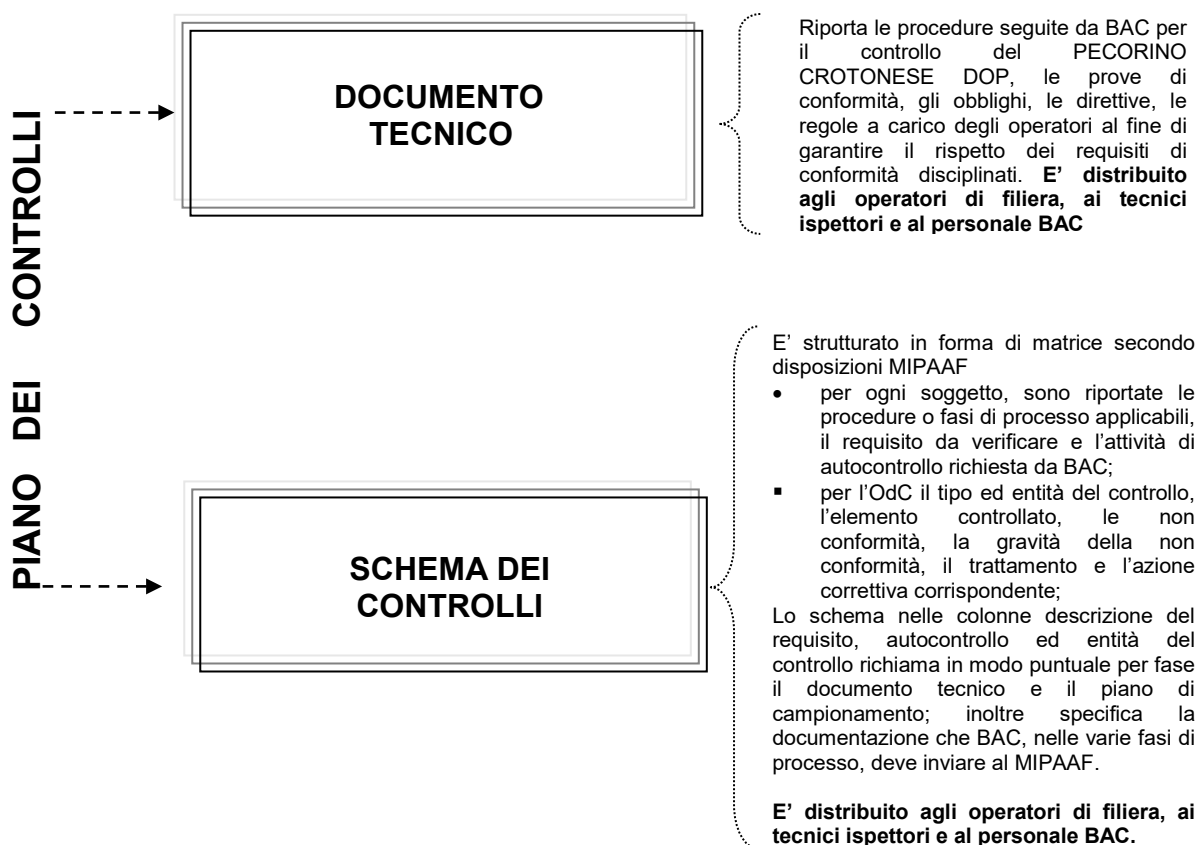 PIANO DEI CONTROLLI
DOCUMENTO
TECNICO
Riporta le procedure seguite da BAC per
il controllo del PECORINO
CROTONESE DOP, le prove di
conformità, gli obblighi, le direttive, le
regole a carico degli operatori al fine di
garantire il rispetto dei requisiti di
conformità disciplinati. E’ distribuito
agli operatori di filiera, ai tecnici
ispettori e al personale BAC
SCHEMA DEI
CONTROLLI
E’ strutturato in forma di matrice secondo
disposizioni MIPAAF
• per ogni soggetto, sono riportate le
procedure o fasi di processo applicabili,
il requisito da verificare e l’attività di
autocontrollo richiesta da BAC;
▪ per l’OdC il tipo ed entità del controllo,
l’elemento controllato, le non
conformità, la gravità della non
conformità, il trattamento e l’azione
correttiva corrispondente;
Lo schema nelle colonne descrizione del
requisito, autocontrollo ed entità del
controllo richiama in modo puntuale per fase
il documento tecnico e il piano di
campionamento; inoltre specifica la
documentazione che BAC, nelle varie fasi di
processo, deve inviare al MIPAAF.
E’ distribuito agli operatori di filiera, ai
tecnici ispettori e al personale BAC.